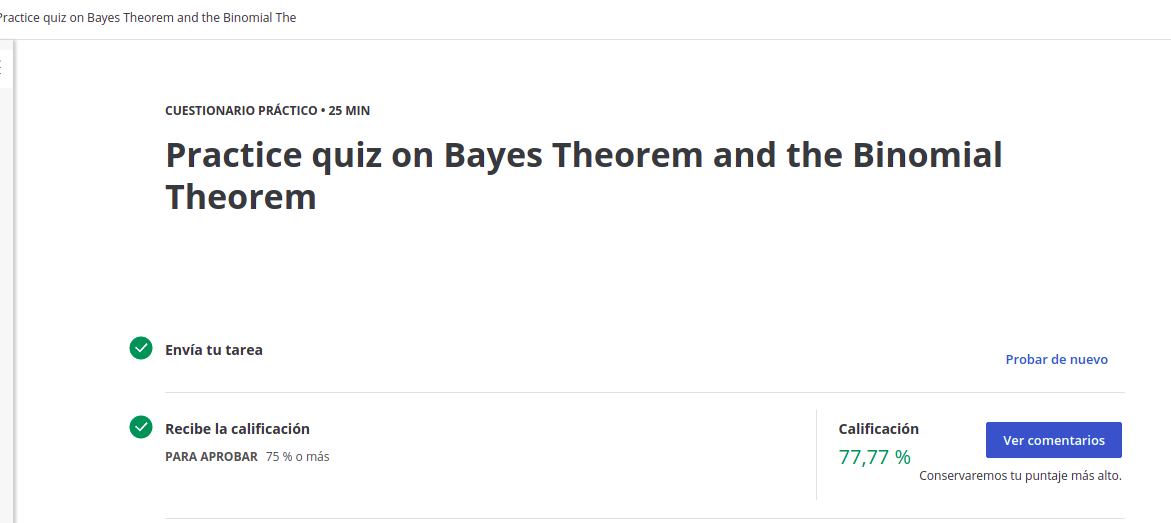 Practice quiz on Bayes Theorem and the Binomial The
CUESTIONARIO PRÁCTICO • 25 MIN
Practice quiz on Bayes Theorem and the Binomial
Theorem
Envía tu tarea
Probar de nuevo
Recibe la calificación
PARA APROBAR 75 % o más
Calificación
77,77 %
Ver comentarios
Conservaremos tu puntaje más alto.